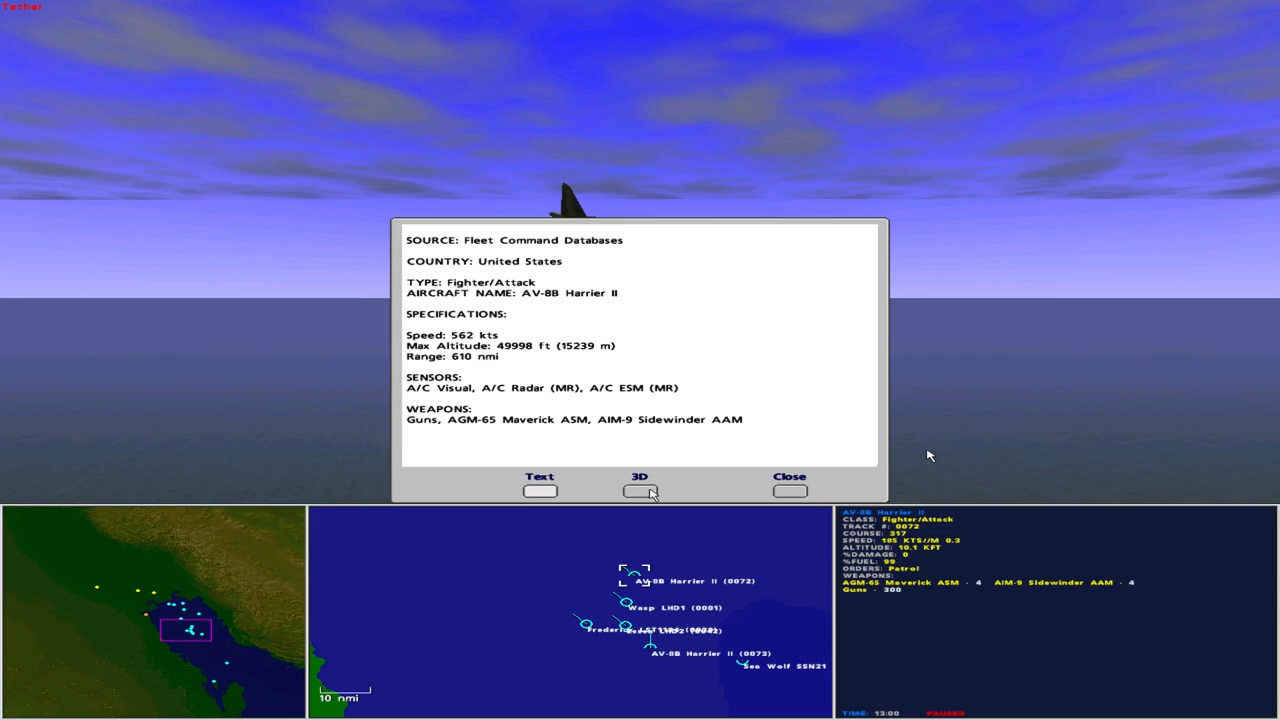 Tether
SOURCE: Fleet Command Databases
COUNTRY: United States
TYPE: Fighter/Attack
AIRCRAFT NAME: AV-8B Harrier II
SPECIFICATIONS:
Speed: 562 kts
Max Altitude: 49998 ft (15239 m)
Range: 610 nmi
SENSORS:
A/C Visual, A/C Radar (MR), A/C ESM (MR)
WEAPONS:
Guns, AGM-65 Maverick ASM, AIM-9 Sidewinder AAM
Text 3D Close
AV-8B Harrier II (0072)
Wasp LHD1 (0001)
Frederick
AV-8B Harrier II (0073)
Sea Wolf SSN21
10 nmi
AV-8B Harrier II
CLASS: Fighter/Attack
TRACK #: 0072
COURSE: 317
SPEED: 185 KTS//M 0.3
ALTITUDE: 10.1 KFT
%DAMAGE: 0
%FUEL: 99
ORDERS: Patrol
WEAPONS:
AGM-65 Maverick ASM - 4 AIM-9 Sidewinder AAM - 4
Guns - 300
TIME: 13:00 PAUSED